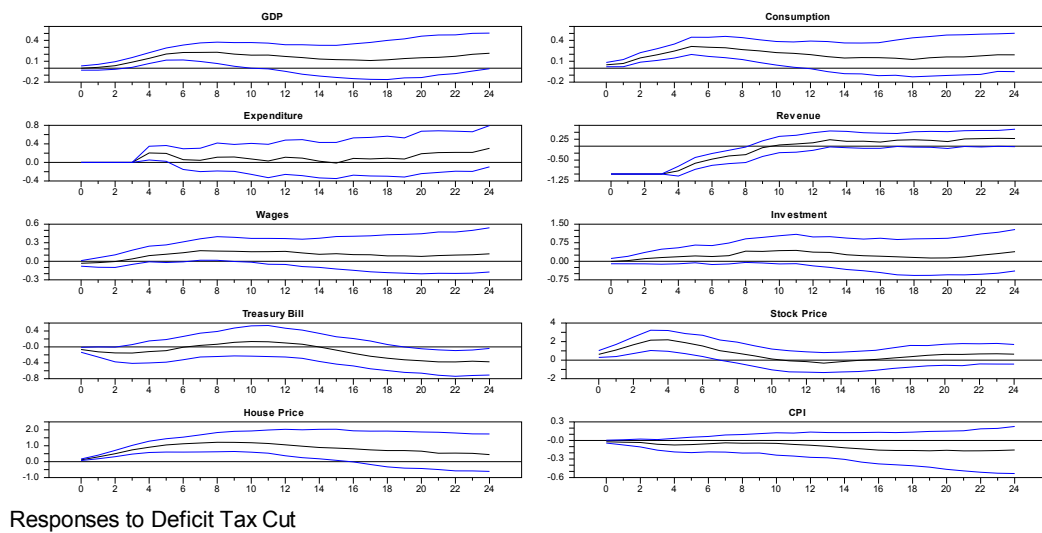 GDP
0.4
0.1
-0.2
0 2 4 6 8 10 12 14 16 18 20 22 24
Consumption
0.4
0.1
-0.2
0 2 4 6 8 10 12 14 16 18 20 22 24
Expenditure
0.8
0.4
0.0
-0.4
0 2 4 6 8 10 12 14 16 18 20 22 24
Revenue
0.25
-0.50
-1.25
0 2 4 6 8 10 12 14 16 18 20 22 24
Wages
0.6
0.3
0.0
-0.3
0 2 4 6 8 10 12 14 16 18 20 22 24
Investment
1.50
0.75
0.00
-0.75
0 2 4 6 8 10 12 14 16 18 20 22 24
Treasury Bill
0.4
-0.0
-0.4
-0.8
0 2 4 6 8 10 12 14 16 18 20 22 24
Stock Price
4
2
0
-2
0 2 4 6 8 10 12 14 16 18 20 22 24
House Price
2.0
1.0
0.0
-1.0
0 2 4 6 8 10 12 14 16 18 20 22 24
CPI
0.3
-0.0
-0.3
-0.6
0 2 4 6 8 10 12 14 16 18 20 22 24
Responses to Deficit Tax Cut